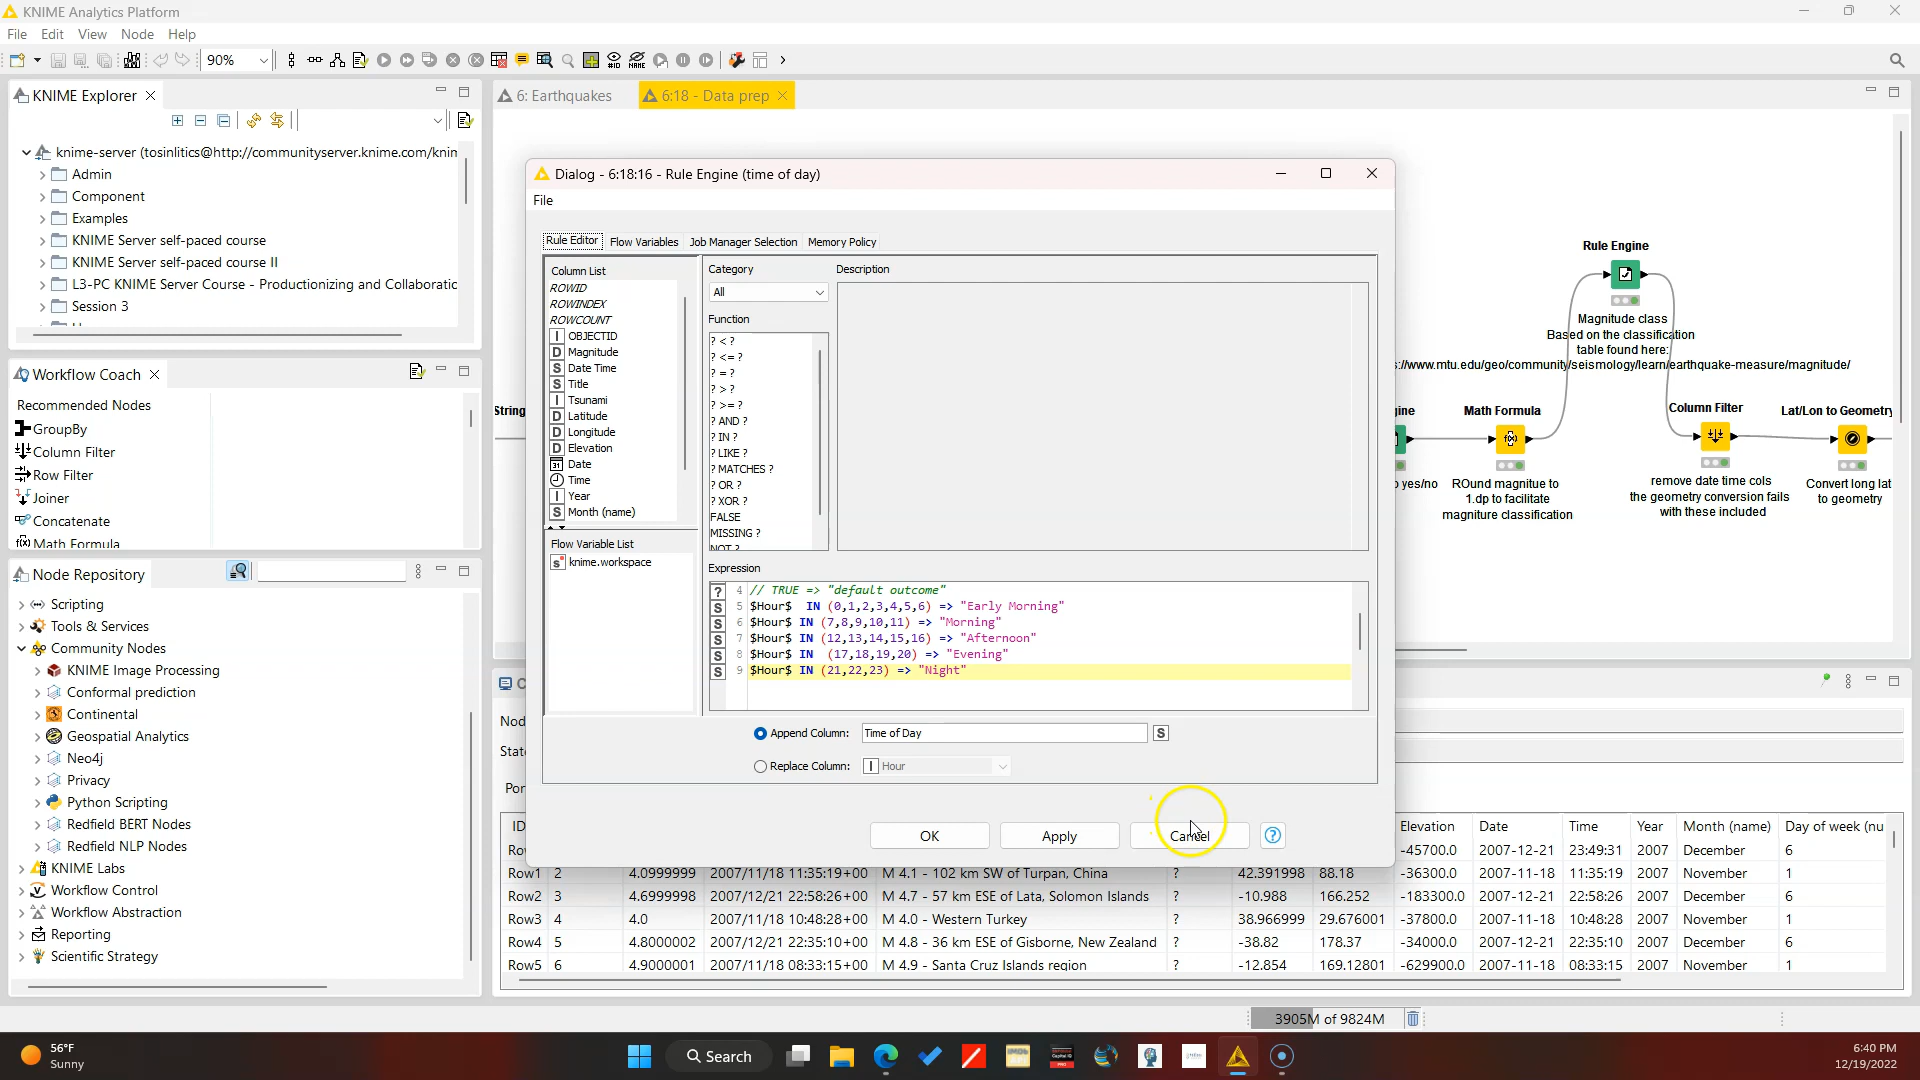 KNIME Analytics Platform
File Edit View Node Help
90%
KNIME Explorer
6: Earthquakes
6:18 - Data prep
knime-server (tosinlitics@http://communityserver.knime.com/knin
Admin
Component
Examples
KNIME Server self-paced course
KNIME Server self-paced course II
L3-PC KNIME Server Course - Productionizing and Collaboratic
Session 3
Workflow Coach
Recommended Nodes
GroupBy
Column Filter
Row Filter
Joiner
Concatenate
Math Formula
Node Repository
Scripting
Tools & Services
Community Nodes
KNIME Image Processing
Conformal prediction
Continental
Geospatial Analytics
Neo4j
Privacy
Python Scripting
Redfield BERT Nodes
Redfield NLP Nodes
KNIME Labs
Workflow Control
Workflow Abstraction
Reporting
Scientific Strategy
Dialog - 6:18:16 - Rule Engine (time of day)
File
Rule Editor Flow Variables Job Manager Selection Memory Policy
Column List
ROWID
ROWINDEX
ROWCOUNT
I OBJECTID
D Magnitude
S Date Time
S Title
I Tsunami
D Latitude
D Longitude
D Elevation
Date
Time
I Year
S Month (name)
Flow Variable List
s knime.workspace
Category
All
Function
? < ?
? <= ?
? = ?
? > ?
? >= ?
? AND ?
? IN ?
? LIKE ?
? MATCHES ?
? OR ?
? XOR ?
FALSE
MISSING ?
NOT ?
Description
Expression
? 4 // TRUE => "default outcome"
S 5 $Hour$ IN (0,1,2,3,4,5,6) => "Early Morning"
S 6 $Hour$ IN (7,8,9,10,11) => "Morning"
S 7 $Hour$ IN (12,13,14,15,16) => "Afternoon"
S 8 $Hour$ IN (17,18,19,20) => "Evening"
S 9 $Hour$ IN (21,22,23) => "Night"
Append Column: Time of Day S
Replace Column: I Hour
OK Apply Cancel ?
String
Rule Engine
Magnitude class
Based on the classification
table found here:
://www.mtu.edu/geo/community/seismology/learn/earthquake-measure/magnitude/
gine
o yes/no
Math Formula
f(x)
ROund magnitue to
1.dp to facilitate
magniture classification
Column Filter
remove date time cols
the geometry conversion fails
with these included
Lat/Lon to Geometry
Convert long lat
to geometry
C
Nod
State
Por
ID Elevation Date Time Year Month (name) Day of week (nu
Ro -45700.0 2007-12-21 23:49:31 2007 December 6
Row1 2 4.0999999 2007/11/18 11:35:19+00 M 4.1 - 102 km SW of Turpan, China ? 42.391998 88.18 -36300.0 2007-11-18 11:35:19 2007 November 1
Row2 3 4.6999998 2007/12/21 22:58:26+00 M 4.7 - 57 km ESE of Lata, Solomon Islands ? -10.988 166.252 -183300.0 2007-12-21 22:58:26 2007 December 6
Row3 4 4.0 2007/11/18 10:48:28+00 M 4.0 - Western Turkey ? 38.966999 29.676001 -37800.0 2007-11-18 10:48:28 2007 November 1
Row4 5 4.8000002 2007/12/21 22:35:10+00 M 4.8 - 36 km ESE of Gisborne, New Zealand ? -38.82 178.37 -34000.0 2007-12-21 22:35:10 2007 December 6
Row5 6 4.9000001 2007/11/18 08:33:15+00 M 4.9 - Santa Cruz Islands region ? -12.854 169.12801 -629900.0 2007-11-18 08:33:15 2007 November 1
3905M of 9824M
56°F
Sunny
Search
6:40 PM
12/19/2022